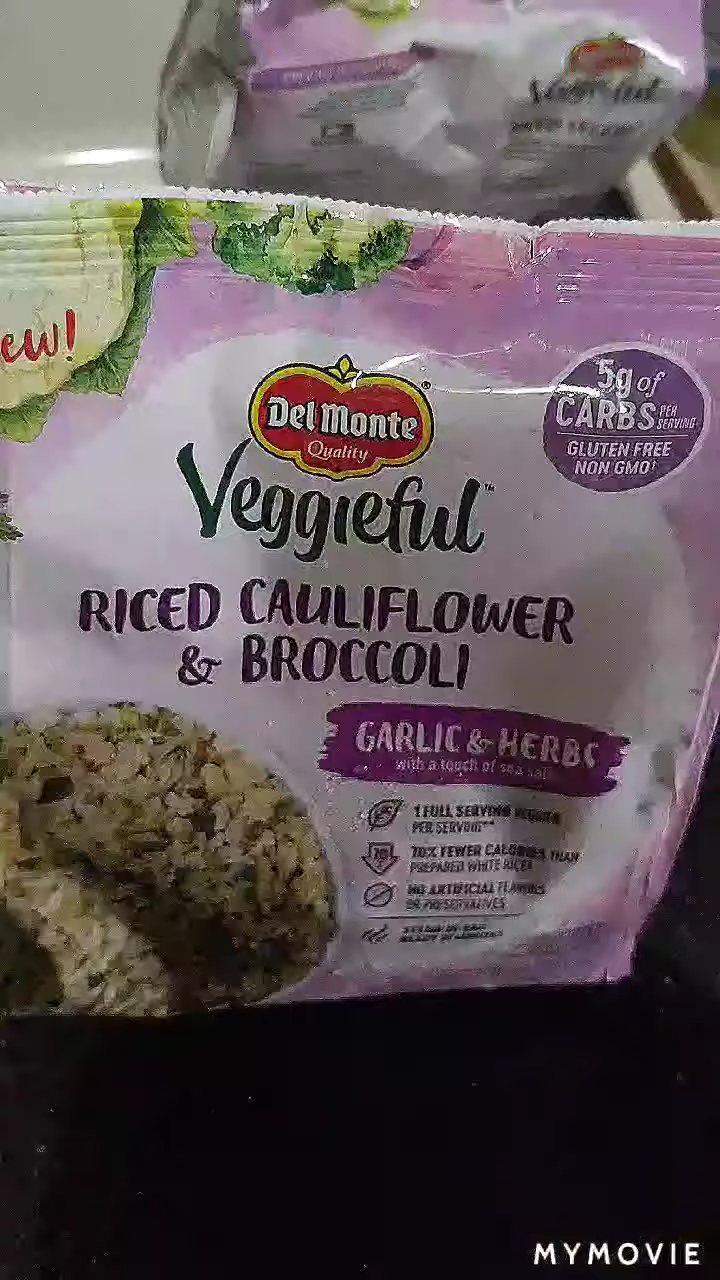 Veggieful
ew!
Del Monte
Quality
Veggieful™
5g of
CARBS PER
SERVING
GLUTEN FREE
NON GMO†
RICED CAULIFLOWER
& BROCCOLI
GARLIC & HERBS
with a touch of sea salt
1 FULL SERVING VEGGIES
PER SERVING**
70% FEWER CALORIES THAN
PREPARED WHITE RICE‡
NO ARTIFICIAL FLAVORS
OR PRESERVATIVES
MYMOVIE